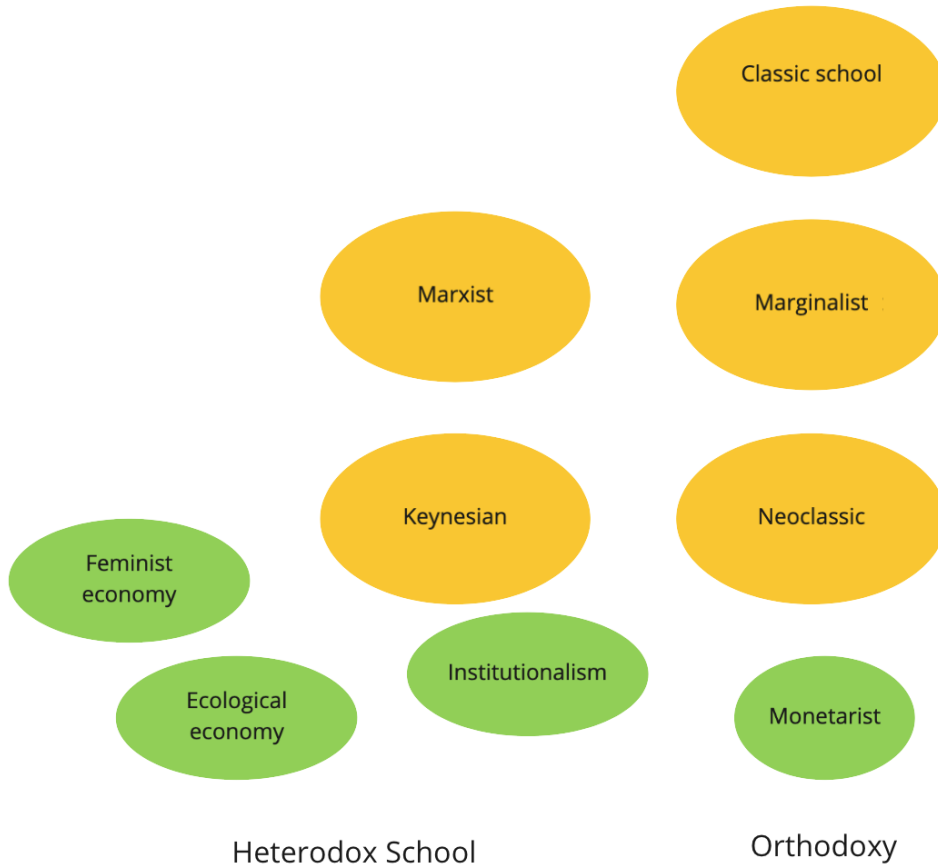 Classic school
Marxist
Marginalist
Keynesian
Neoclassic
Feminist
economy
Institutionalism
Ecological
economy
Monetarist
Heterodox School
Orthodoxy